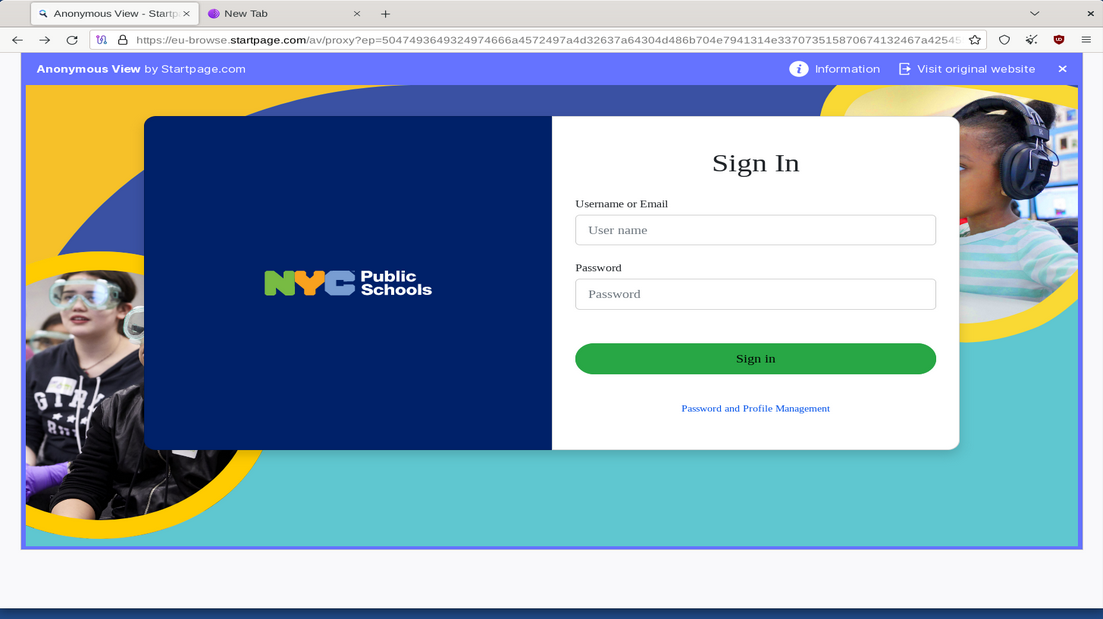 Anonymous View - Startp
New Tab
https://eu-browse.startpage.com/av/proxy?ep=5047493649324974666a4572497a4d32637a64304d486b704e7941314e33707351587067413246 7a42545
Anonymous View by Startpage.com
Information
Visit original website
Sign In
Username or Email
User name
Password
Password
Sign in
Password and Profile Management
NYC Public
Schools